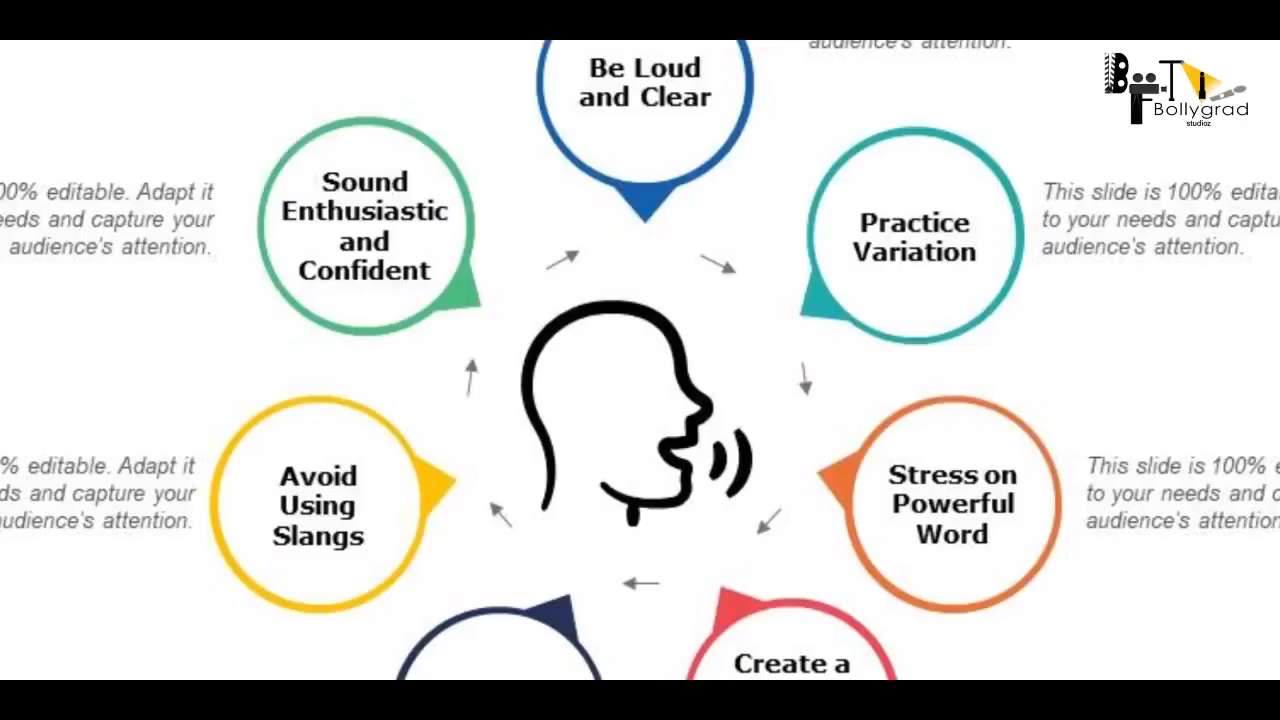 audience's attention.
Be Loud
and Clear
BFTI
Bollygrad
studioz
Sound
Enthusiastic
and
Confident
00% editable. Adapt it
eeds and capture your
audience's attention.
Practice
Variation
This slide is 100% edita
to your needs and captu
audience's attention.
Avoid
Using
Slangs
% editable. Adapt it
ds and capture your
audience's attention.
Stress on
Powerful
Word
This slide is 100% e
to your needs and c
audience's attention
Create a